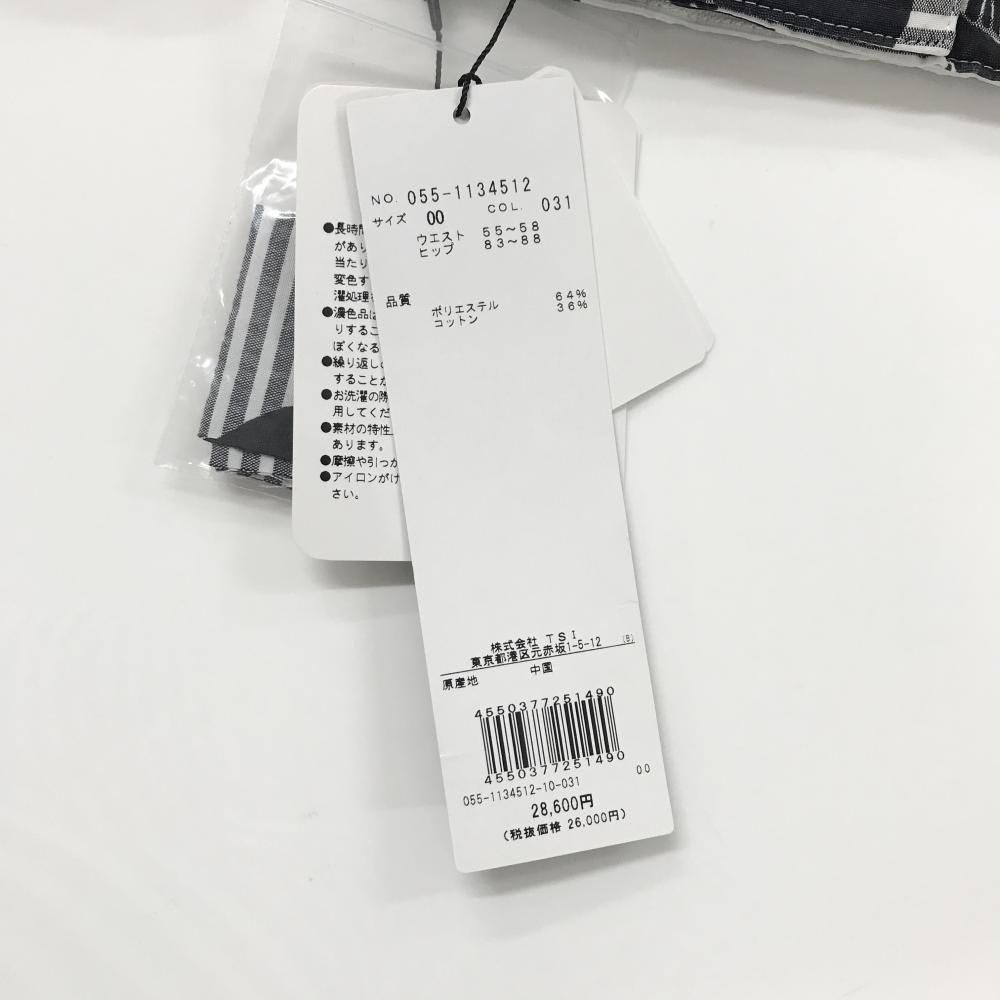 NO. 055-1134512
サイズ 00 COL. 031
ウエスト 55～58
ヒップ 83～88
品質
ポリエステル 64%
コットン 36%
株式会社 TSI
東京都港区元赤坂1-5-12 (B)
原産地 中国
4550377251490
4550377251490
055-1134512-10-031 00
28,600円
(税抜価格 26,000円)
●長時間
があり
当たり
変色す
濯処理
●濃色品は
りするこ
ぽくなる
●繰り返し
することが
●お洗濯の際
用してくだ
●素材の特性
あります。
●摩擦や引っか
●アイロンがけ
さい。